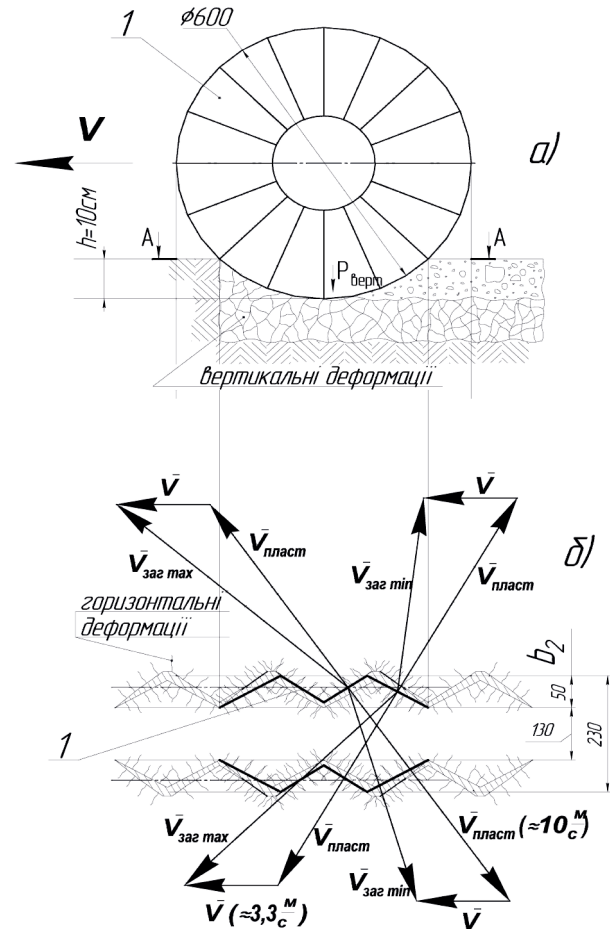 1
ϕ600
V
а)
h=10см
A
A
Pверт
вертикальні деформації
V̄
V̄
V̄заг max
V̄пласт
V̄заг min
V̄пласт
б)
горизонтальні
деформації
b₂
50
130
230
1
V̄заг max
V̄пласт
V̄заг min
V̄пласт (≈10 м/с)
V̄ (≈3,3 м/с)
V̄